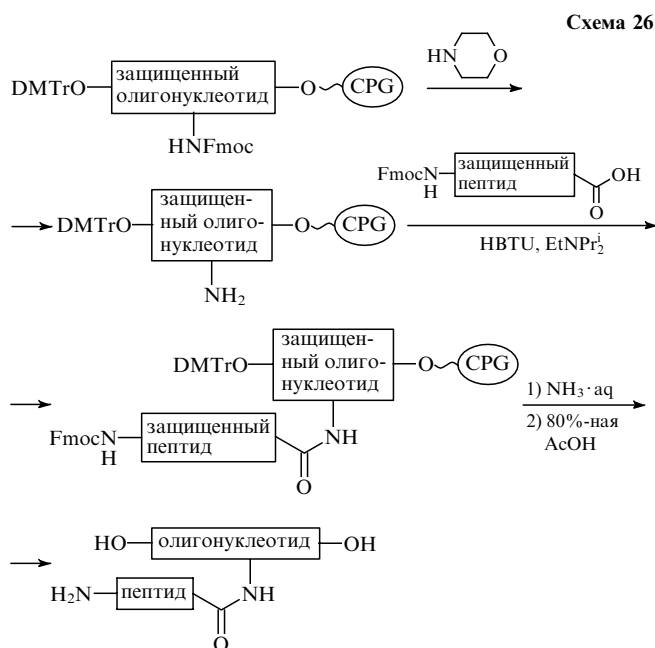 Схема 26
HN O
DMTrO
защищенный
олигонуклеотид
O
CPG
HNFmoc
FmocN
H
защищенный
пептид
OH
O
DMTrO
защищен-
ный олиго-
нуклеотид
O
CPG
NH₂
HBTU, EtNPrⁱ₂
DMTrO
защищен-
ный олиго-
нуклеотид
O
CPG
FmocN
H
защищенный
пептид
NH
O
1) NH₃·aq
2) 80%-ная
AcOH
HO
олигонуклеотид
OH
H₂N
пептид
NH
O